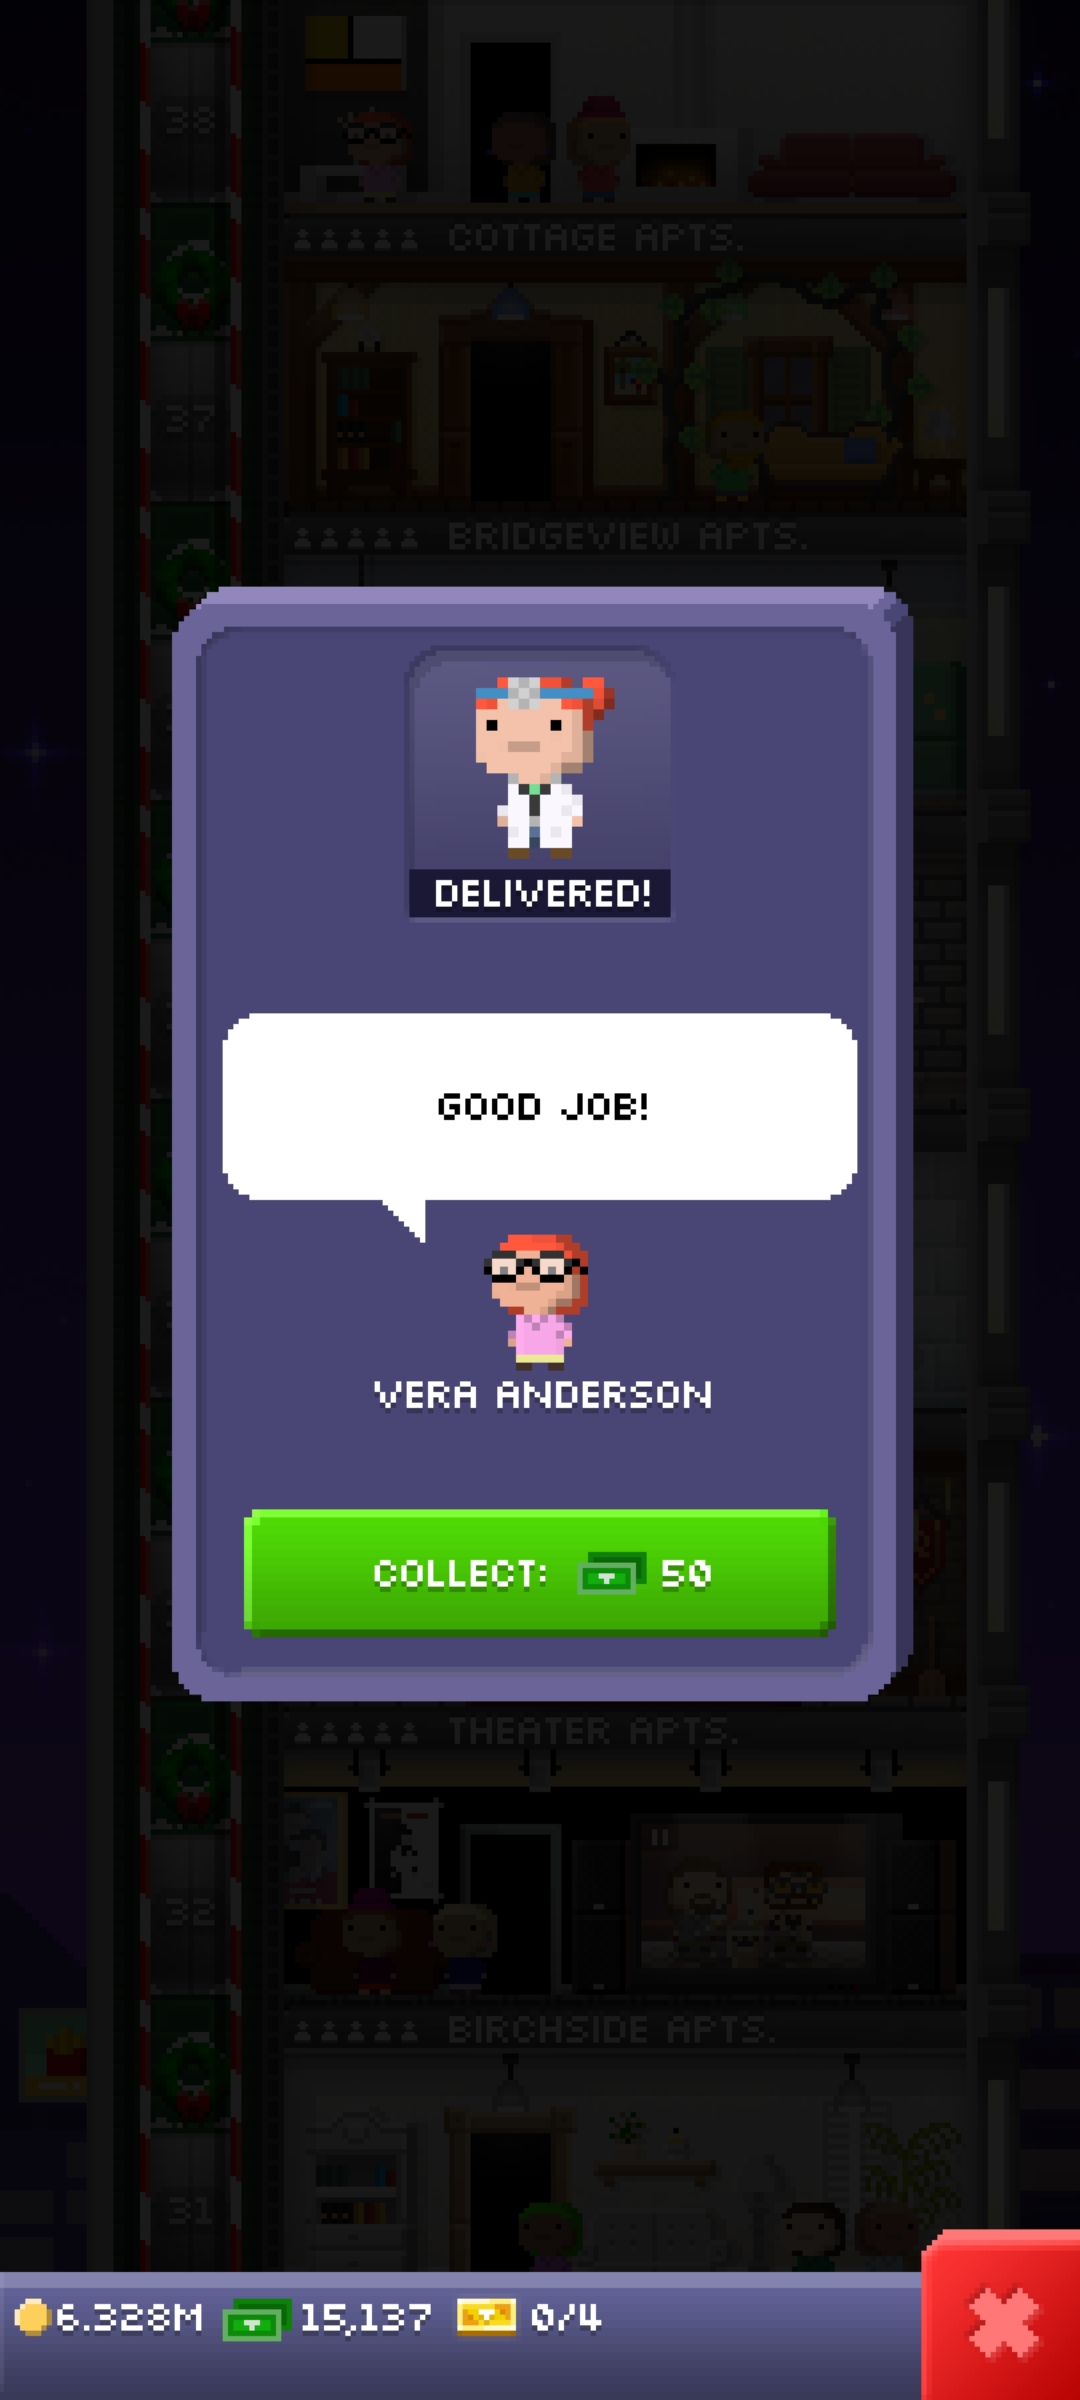 38
COTTAGE APTS.
37
BRIDGEVIEW APTS.
DELIVERED!
GOOD JOB!
VERA ANDERSON
COLLECT: 50
THEATER APTS.
32
BIRCHSIDE APTS.
31
6.328M 15,137 0/4